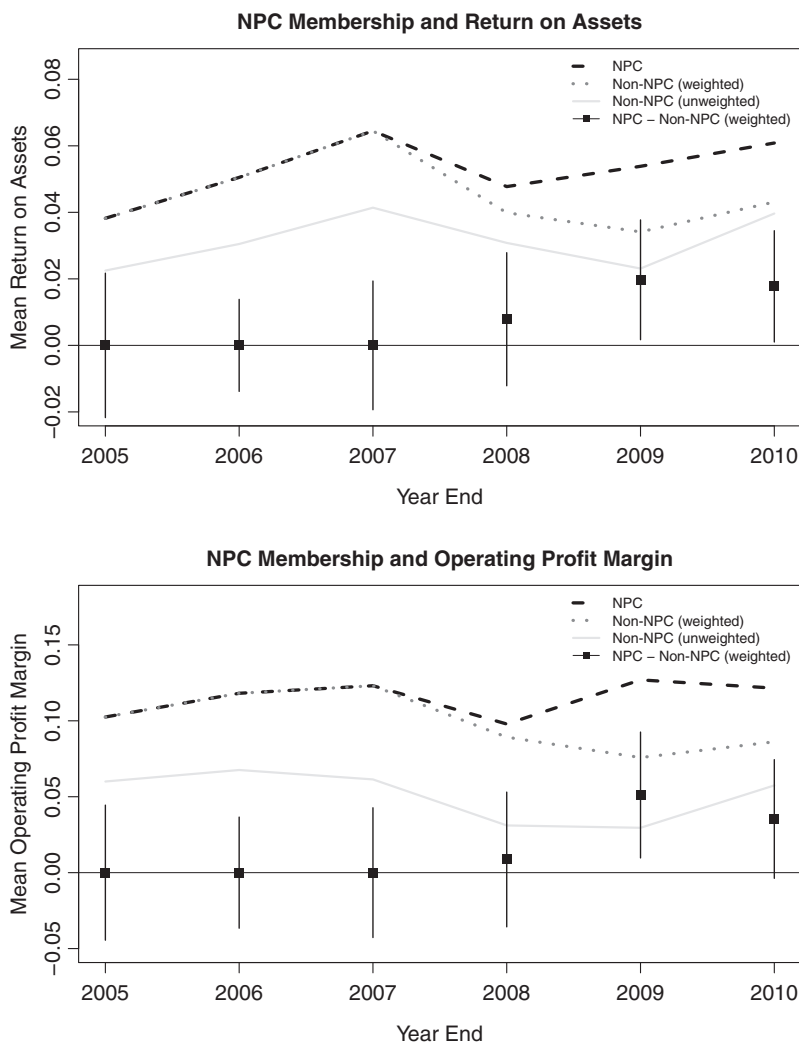 NPC Membership and Return on Assets
Mean Return on Assets
0.08
0.06
0.04
0.02
0.00
−0.02
NPC
Non−NPC (weighted)
Non−NPC (unweighted)
NPC − Non−NPC (weighted)
2005 2006 2007 2008 2009 2010
Year End
NPC Membership and Operating Profit Margin
Mean Operating Profit Margin
0.15
0.10
0.05
0.00
−0.05
NPC
Non−NPC (weighted)
Non−NPC (unweighted)
NPC − Non−NPC (weighted)
2005 2006 2007 2008 2009 2010
Year End